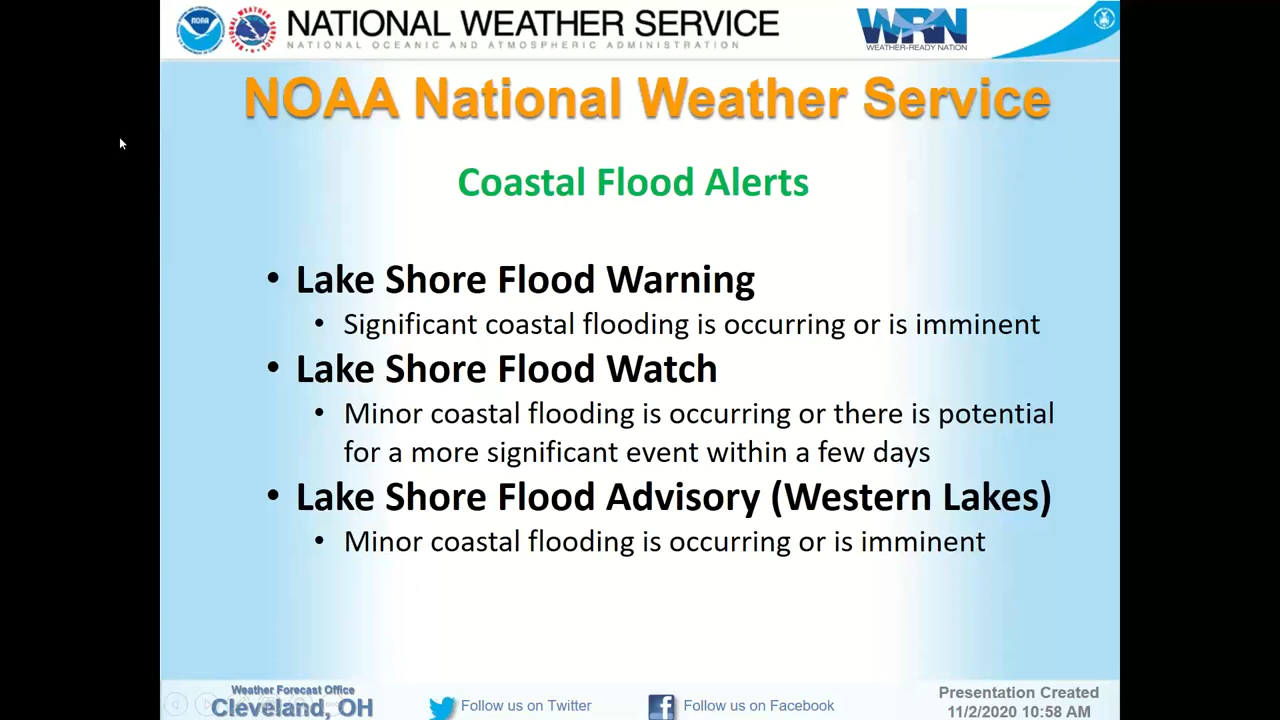 NOAA
NATIONAL WEATHER SERVICE
NATIONAL OCEANIC AND ATMOSPHERIC ADMINISTRATION
WRN
WEATHER-READY NATION
NOAA National Weather Service
Coastal Flood Alerts
• Lake Shore Flood Warning
• Significant coastal flooding is occurring or is imminent
• Lake Shore Flood Watch
• Minor coastal flooding is occurring or there is potential
for a more significant event within a few days
• Lake Shore Flood Advisory (Western Lakes)
• Minor coastal flooding is occurring or is imminent
Weather Forecast Office
Cleveland, OH
Follow us on Twitter
Follow us on Facebook
Presentation Created
11/2/2020 10:58 AM